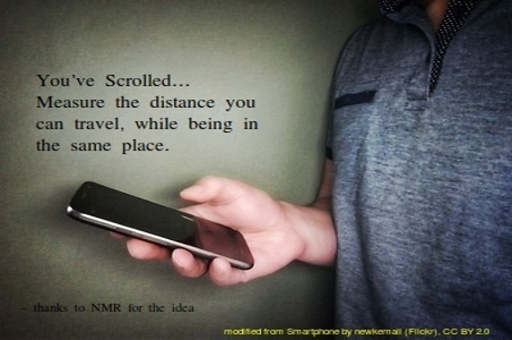 You've Scrolled...
Measure the distance you
can travel, while being in
the same place.
– thanks to NMR for the idea
modified from Smartphone by newkemall (Flickr), CC BY 2.0